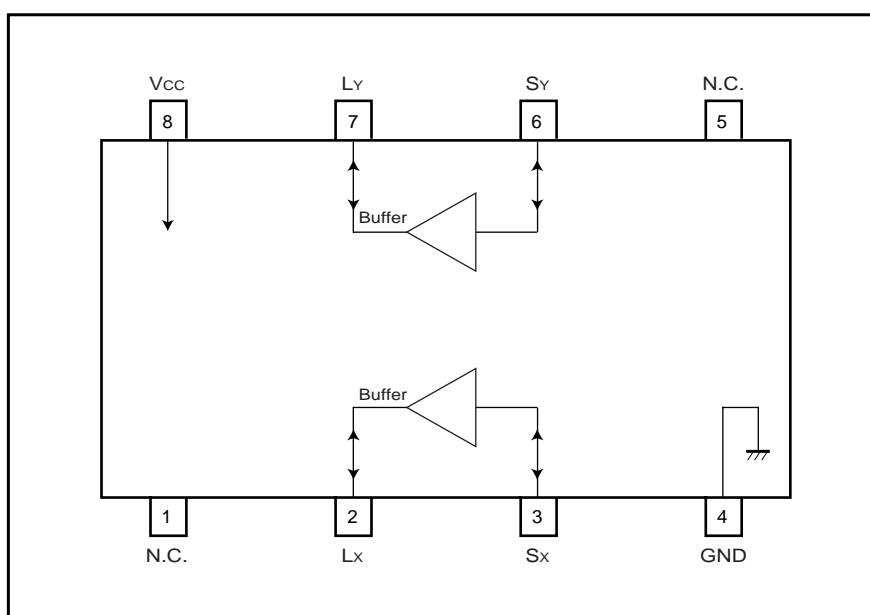 VCC LY SY N.C.
8 7 6 5
Buffer
Buffer
1 2 3 4
N.C. LX SX GND